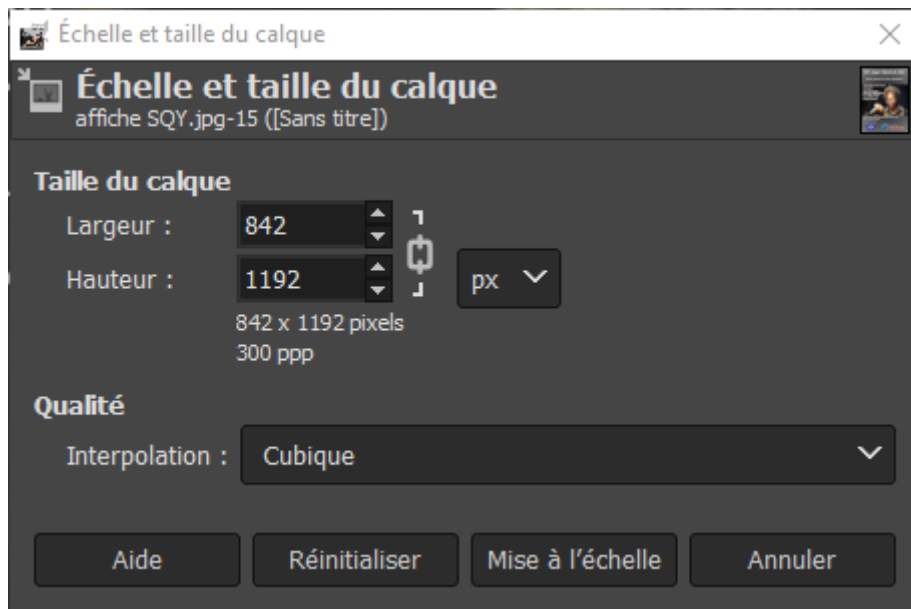 Échelle et taille du calque
Échelle et taille du calque
affiche SQY.jpg-15 ([Sans titre])
Taille du calque
Largeur : 842
Hauteur : 1192 px
842 x 1192 pixels
300 ppp
Qualité
Interpolation : Cubique
Aide Réinitialiser Mise à l’échelle Annuler